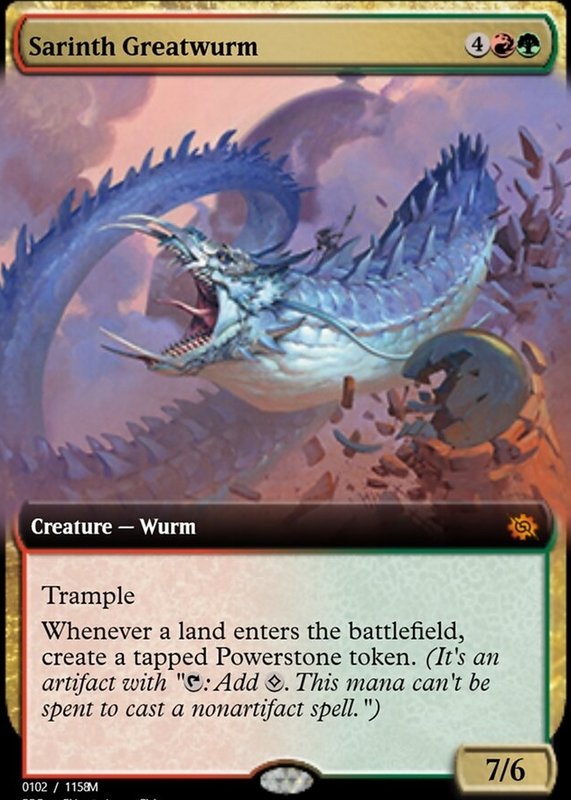 Sarinth Greatwurm
4
Creature — Wurm
Trample
Whenever a land enters the battlefield,
create a tapped Powerstone token. (It's an
artifact with ": Add . This mana can't be
spent to cast a nonartifact spell.")
7/6
0102 / 1158M